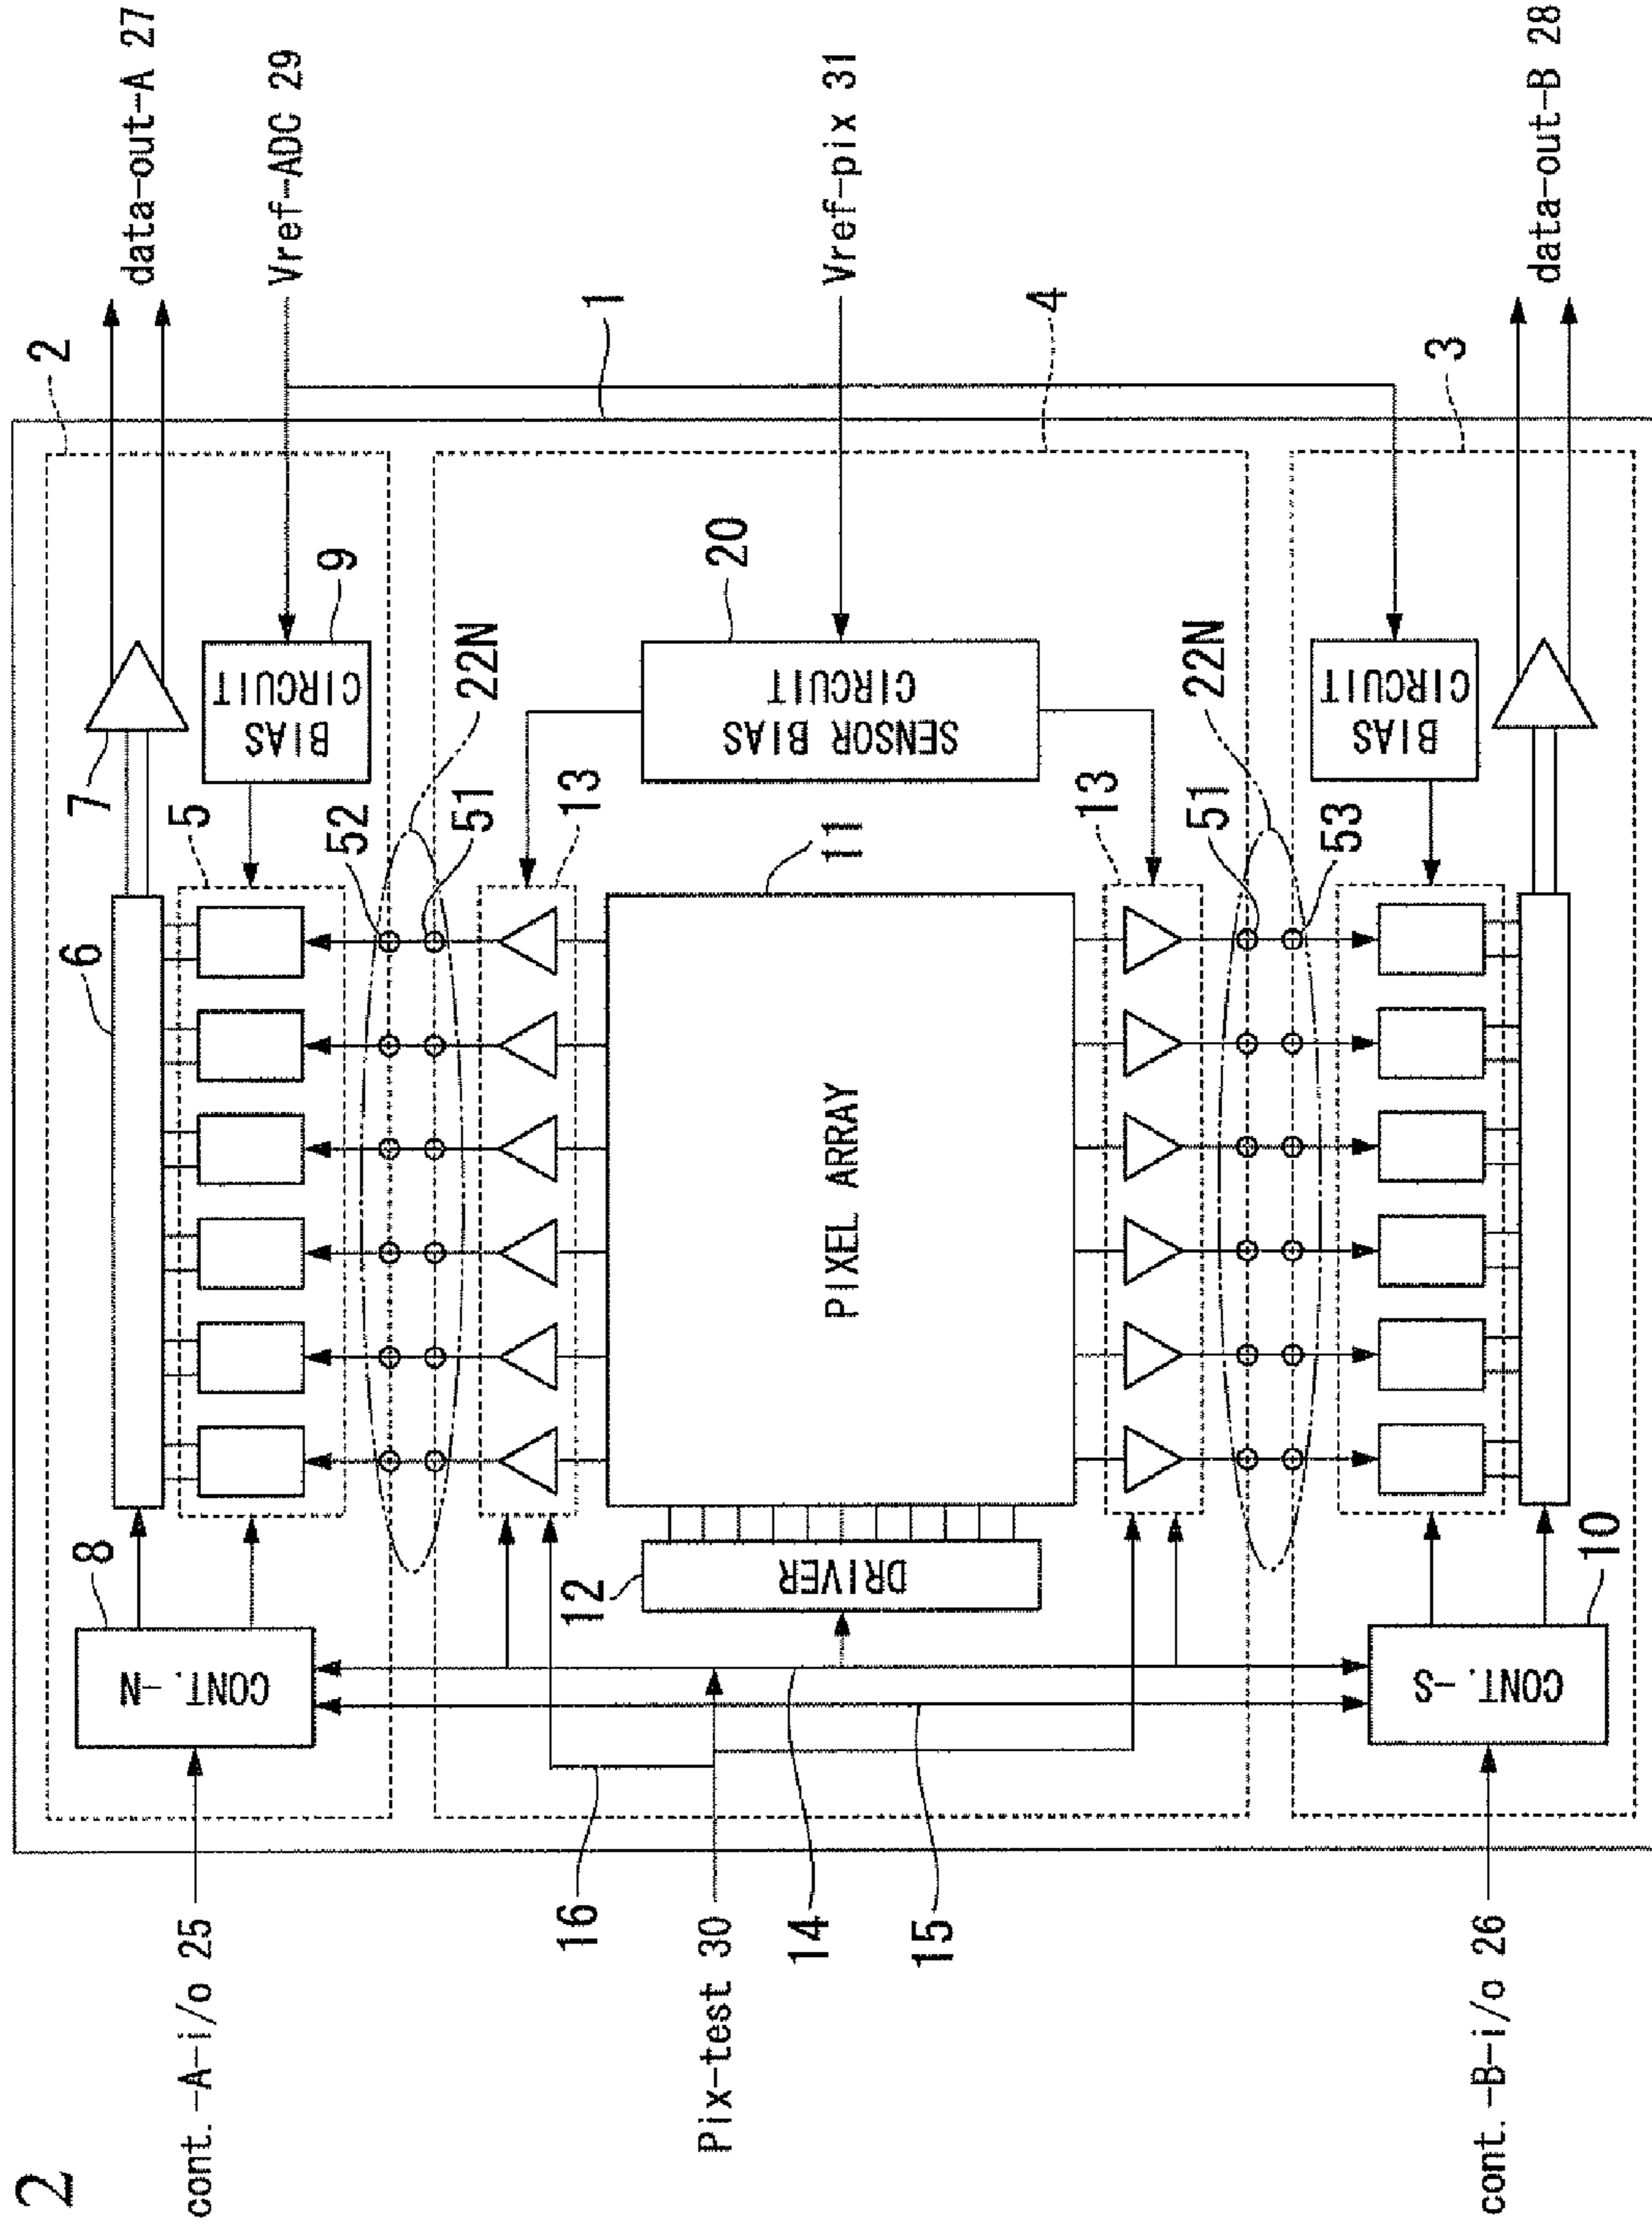 2
cont.-A-i/o 25
Pix-test 30
cont.-B-i/o 26
16
14
15
8
CONT.-N
12
DRIVER
CONT.-S
10
6
5
52
51
13
11
PIXEL ARRAY
13
51
53
7
BIAS
CIRCUIT
9
22N
SENSOR BIAS
CIRCUIT
20
22N
BIAS
CIRCUIT
2
1
4
3
data-out-A 27
Vref-ADC 29
Vref-pix 31
data-out-B 28